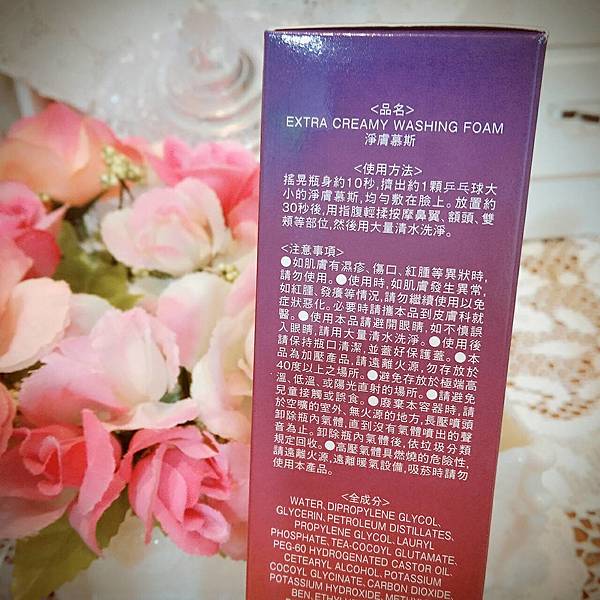 <品名>
EXTRA CREAMY WASHING FOAM
淨膚慕斯
<使用方法>
搖晃瓶身約10秒,擠出約1顆乒乓球大
小的淨膚慕斯,均勻敷在臉上。放置約
30秒後,用指腹輕揉按摩鼻翼、額頭、雙
頰等部位,然後用大量清水洗淨。
<注意事項>
●如肌膚有濕疹、傷口、紅腫等異狀時,
請勿使用。●使用時,如肌膚發生異常,
如紅腫、發癢等情況,請勿繼續使用以免
症狀惡化。必要時請攜本品到皮膚科就
醫。●使用本品請避開眼睛,如不慎誤
入眼睛,請用大量清水洗淨。●使用後
請保持瓶口清潔,並蓋好保護蓋。●本
品為加壓產品,請遠離火源,勿存放於
40度以上之場所。●避免存放於極端高
溫、低溫、或陽光直射的場所。●請避免
兒童接觸或誤食。●廢棄本容器時,請
於空曠的室外、無火源的地方,長壓噴頭
卸除瓶內氣體,直到沒有氣體噴出的聲
音為止。卸除瓶內氣體後,依垃圾分類
規定回收。●高壓氣體具燃燒的危險性,
請遠離火源,遠離暖氣設備,吸菸時請勿
使用本產品。
<全成分>
WATER, DIPROPYLENE GLYCOL,
GLYCERIN, PETROLEUM DISTILLATES,
PROPYLENE GLYCOL, LAURYL
PHOSPHATE, TEA-COCOYL GLUTAMATE,
PEG-60 HYDROGENATED CASTOR OIL,
CETEARYL ALCOHOL, POTASSIUM
COCOYL GLYCINATE, CARBON DIOXIDE,
POTASSIUM HYDROXIDE,